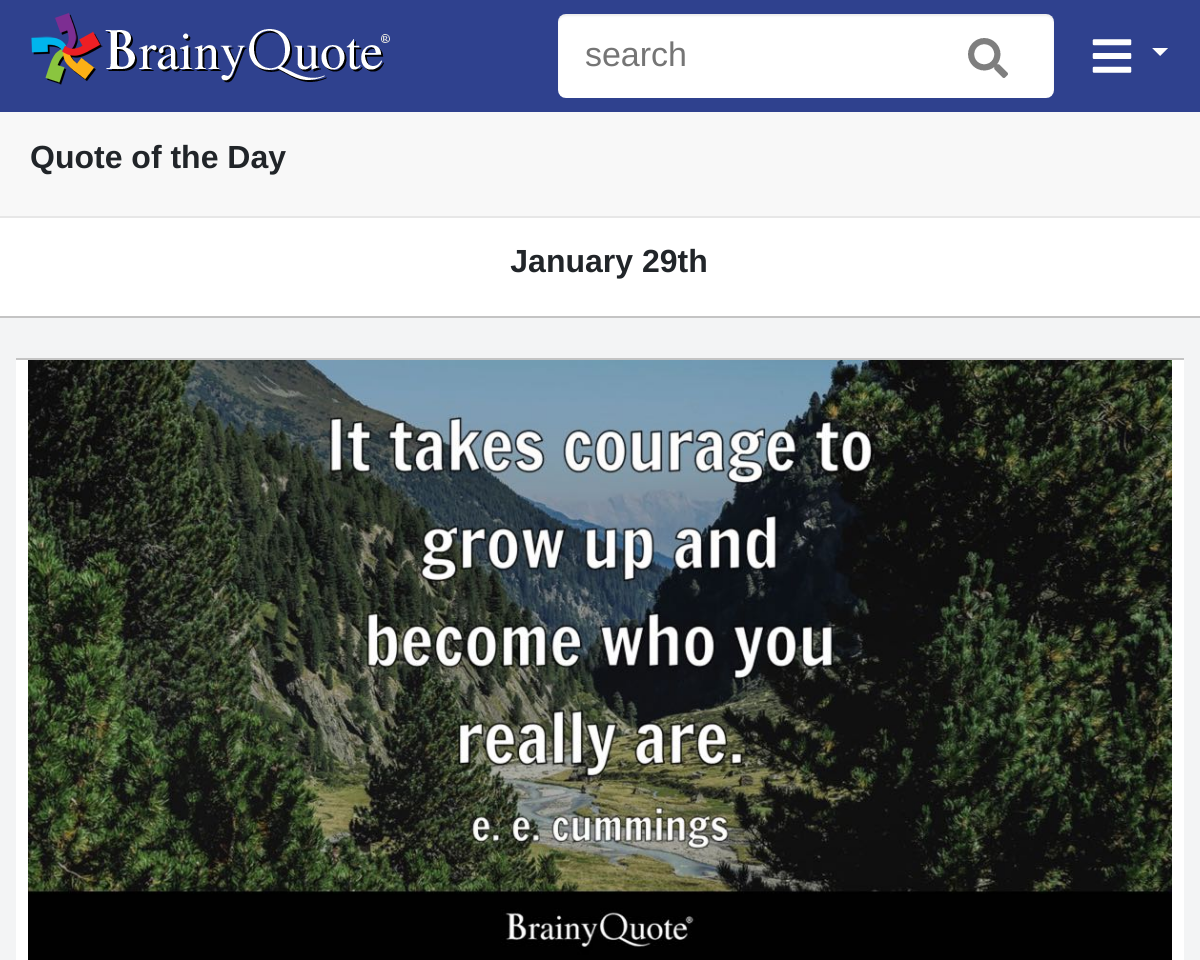 BrainyQuote®
search
Quote of the Day
January 29th
It takes courage to
grow up and
become who you
really are.
e. e. cummings
BrainyQuote®